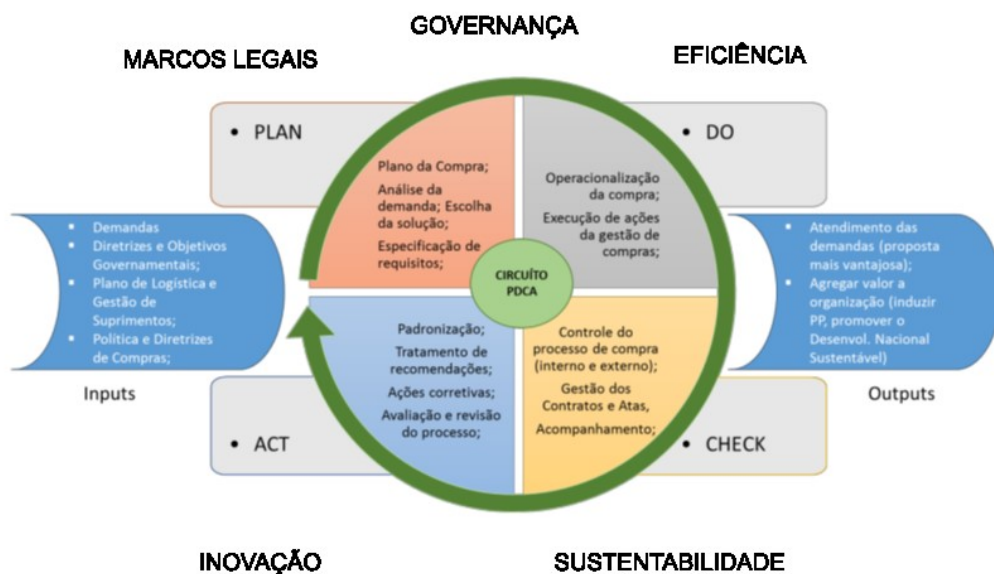 GOVERNANÇA
MARCOS LEGAIS
EFICIÊNCIA
• PLAN
• DO
Plano da Compra;
Análise da
demanda; Escolha
da solução;
Especificação de
requisitos;
Operacionalização
da compra;
Execução de ações
da gestão de
compras;
▪ Demandas
▪ Diretrizes e Objetivos
Governamentais;
▪ Plano de Logística e
Gestão de
Suprimentos;
▪ Política e Diretrizes
de Compras;
Inputs
CIRCUÍTO
PDCA
▪ Atendimento das
demandas (proposta
mais vantajosa);
▪ Agregar valor a
organização (induzir
PP, promover o
Desenvol. Nacional
Sustentável)
Outputs
Padronização;
Tratamento de
recomendações;
Ações corretivas;
Avaliação e revisão
do processo;
Controle do
processo de compra
(interno e externo);
Gestão dos
Contratos e Atas,
Acompanhamento;
• ACT
• CHECK
INOVAÇÃO
SUSTENTABILIDADE